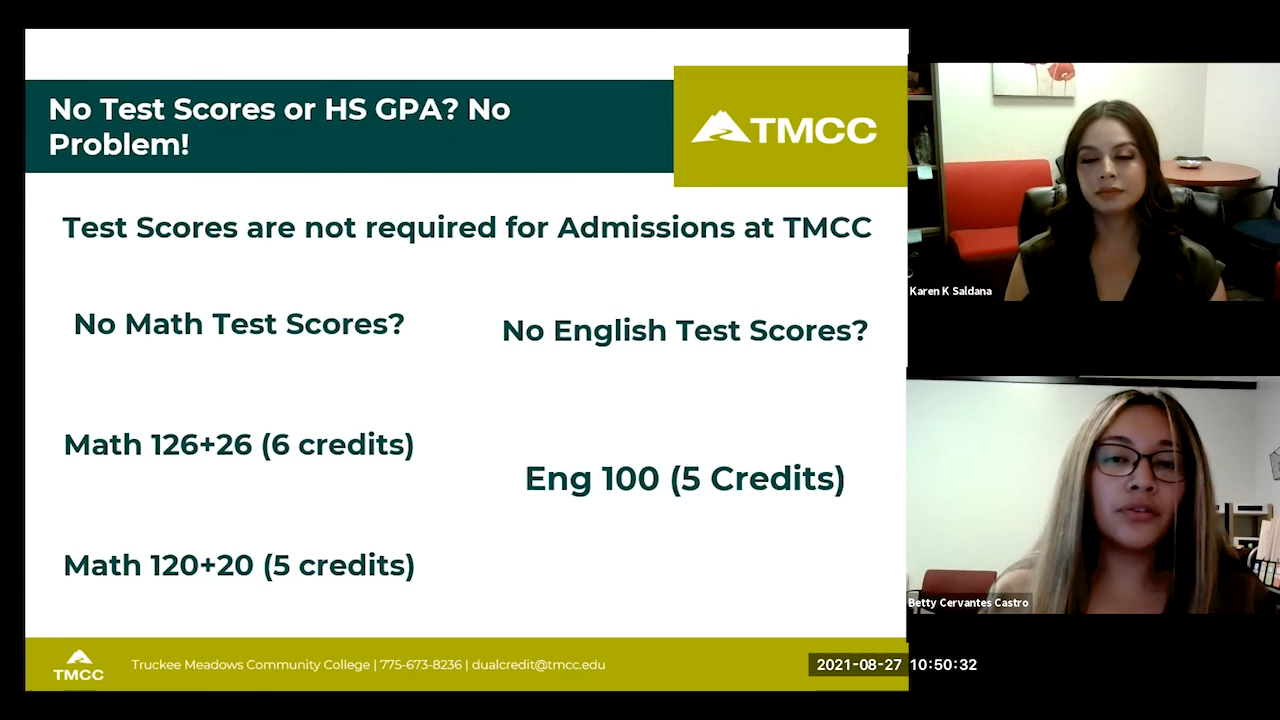 No Test Scores or HS GPA? No
Problem!
TMCC
Test Scores are not required for Admissions at TMCC
No Math Test Scores?
No English Test Scores?
Math 126+26 (6 credits)
Eng 100 (5 Credits)
Math 120+20 (5 credits)
TMCC
Truckee Meadows Community College | 775-673-8236 | dualcredit@tmcc.edu
2021-08-27 10:50:32
Karen K Saldana
Betty Cervantes Castro